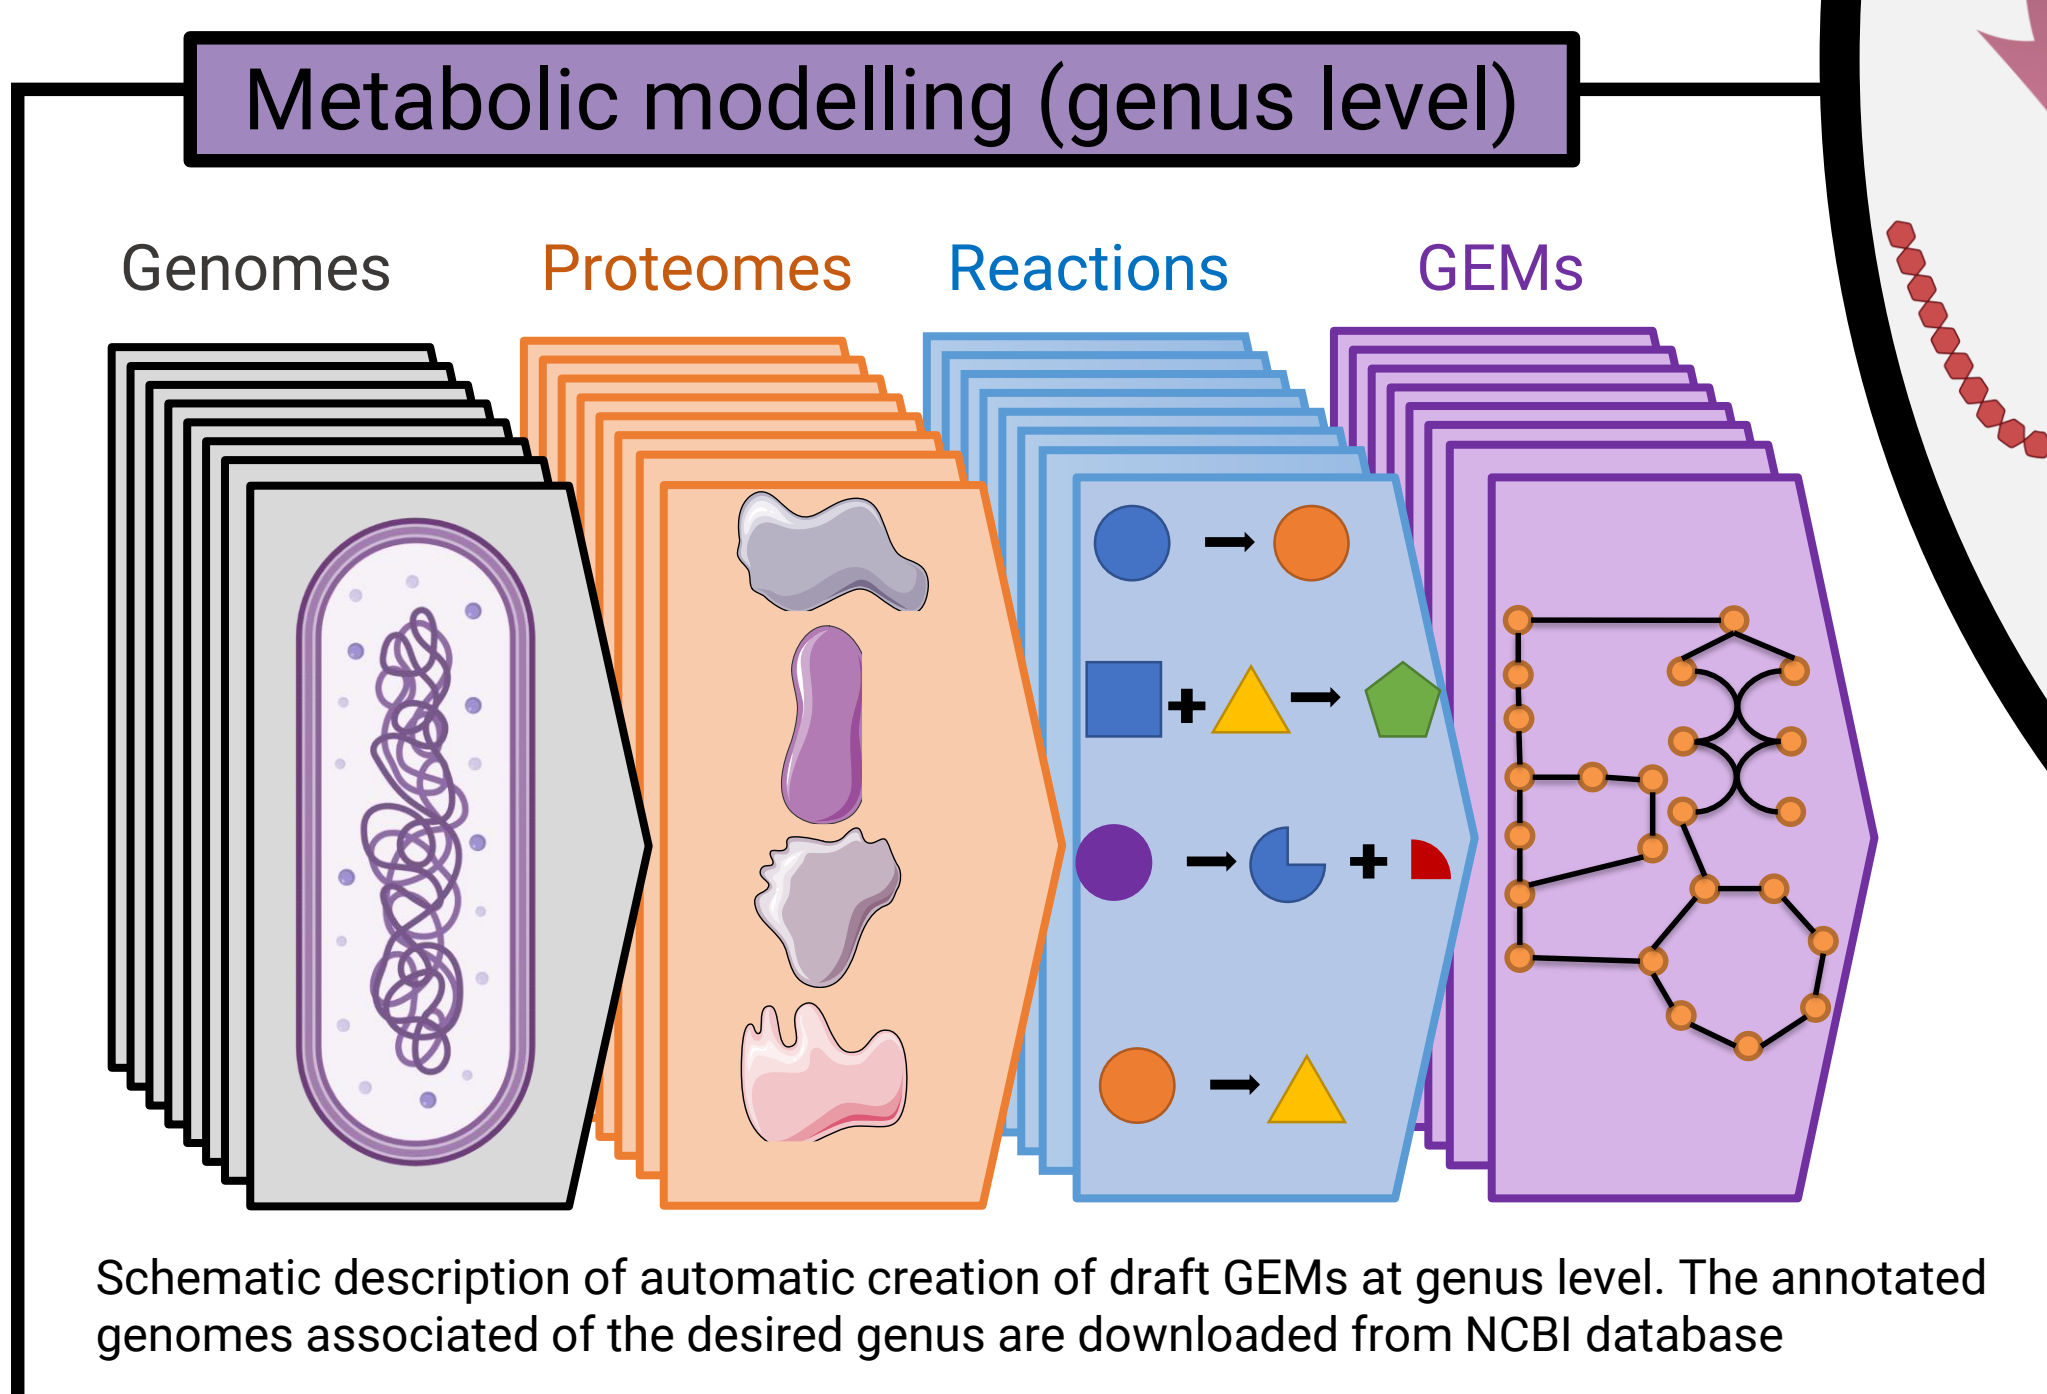 Metabolic modelling (genus level)
Genomes
Proteomes
Reactions
GEMs
Schematic description of automatic creation of draft GEMs at genus level. The annotated
genomes associated of the desired genus are downloaded from NCBI database